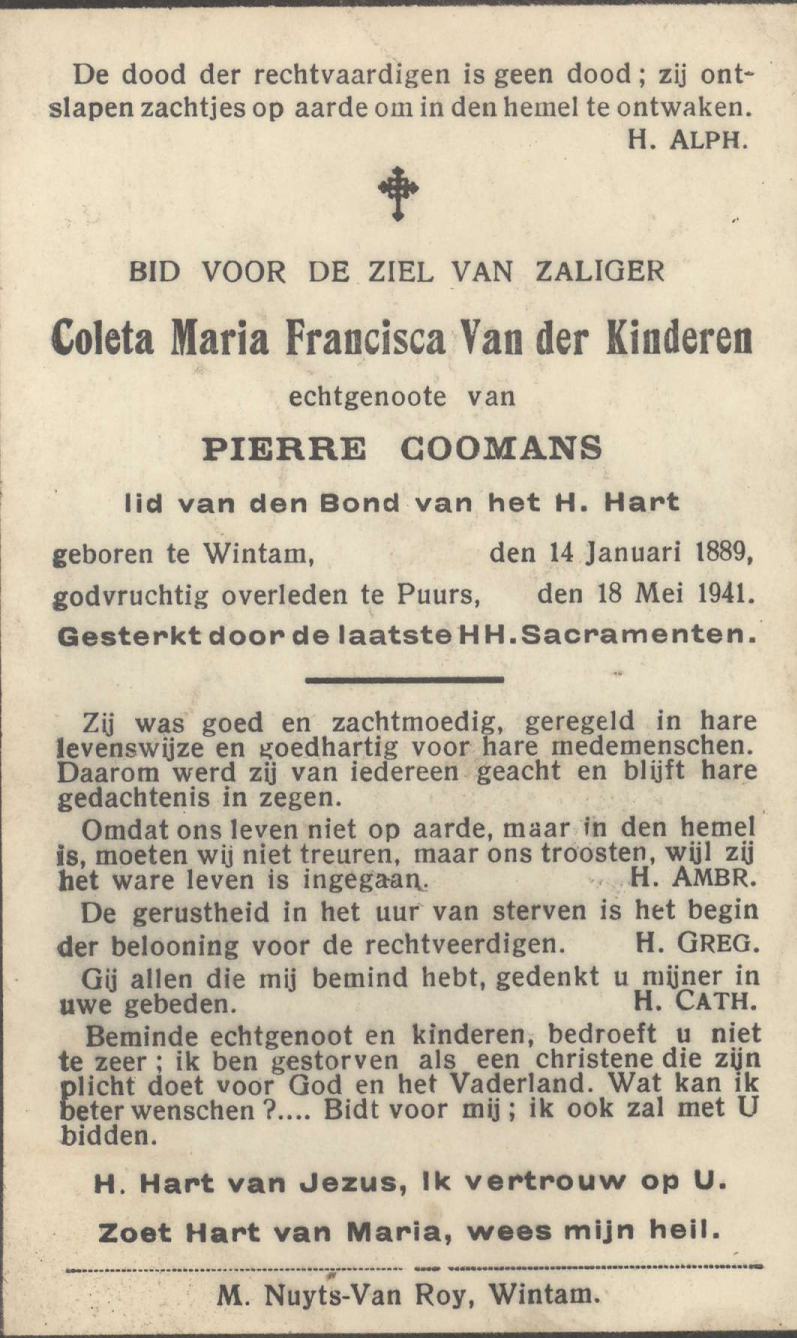 De dood der rechtvaardigen is geen dood ; zij ont-
slapen zachtjes op aarde om in den hemel te ontwaken.
H. ALPH.
BID VOOR DE ZIEL VAN ZALIGER
Coleta Maria Francisca Van der Kinderen
echtgenoote van
PIERRE COOMANS
lid van den Bond van het H. Hart
geboren te Wintam, den 14 Januari 1889,
godvruchtig overleden te Puurs, den 18 Mei 1941.
Gesterkt door de laatste HH. Sacramenten.
Zij was goed en zachtmoedig, geregeld in hare
levenswijze en goedhartig voor hare medemenschen.
Daarom werd zij van iedereen geacht en blijft hare
gedachtenis in zegen.
Omdat ons leven niet op aarde, maar in den hemel
is, moeten wij niet treuren, maar ons troosten, wijl zij
het ware leven is ingegaan. H. AMBR.
De gerustheid in het uur van sterven is het begin
der belooning voor de rechtveerdigen. H. GREG.
Gij allen die mij bemind hebt, gedenkt u mijner in
uwe gebeden. H. CATH.
Beminde echtgenoot en kinderen, bedroeft u niet
te zeer ; ik ben gestorven als een christene die zijn
plicht doet voor God en het Vaderland. Wat kan ik
beter wenschen ?.... Bidt voor mij ; ik ook zal met U
bidden.
H. Hart van Jezus, Ik vertrouw op U.
Zoet Hart van Maria, wees mijn heil.
M. Nuyts-Van Roy, Wintam.